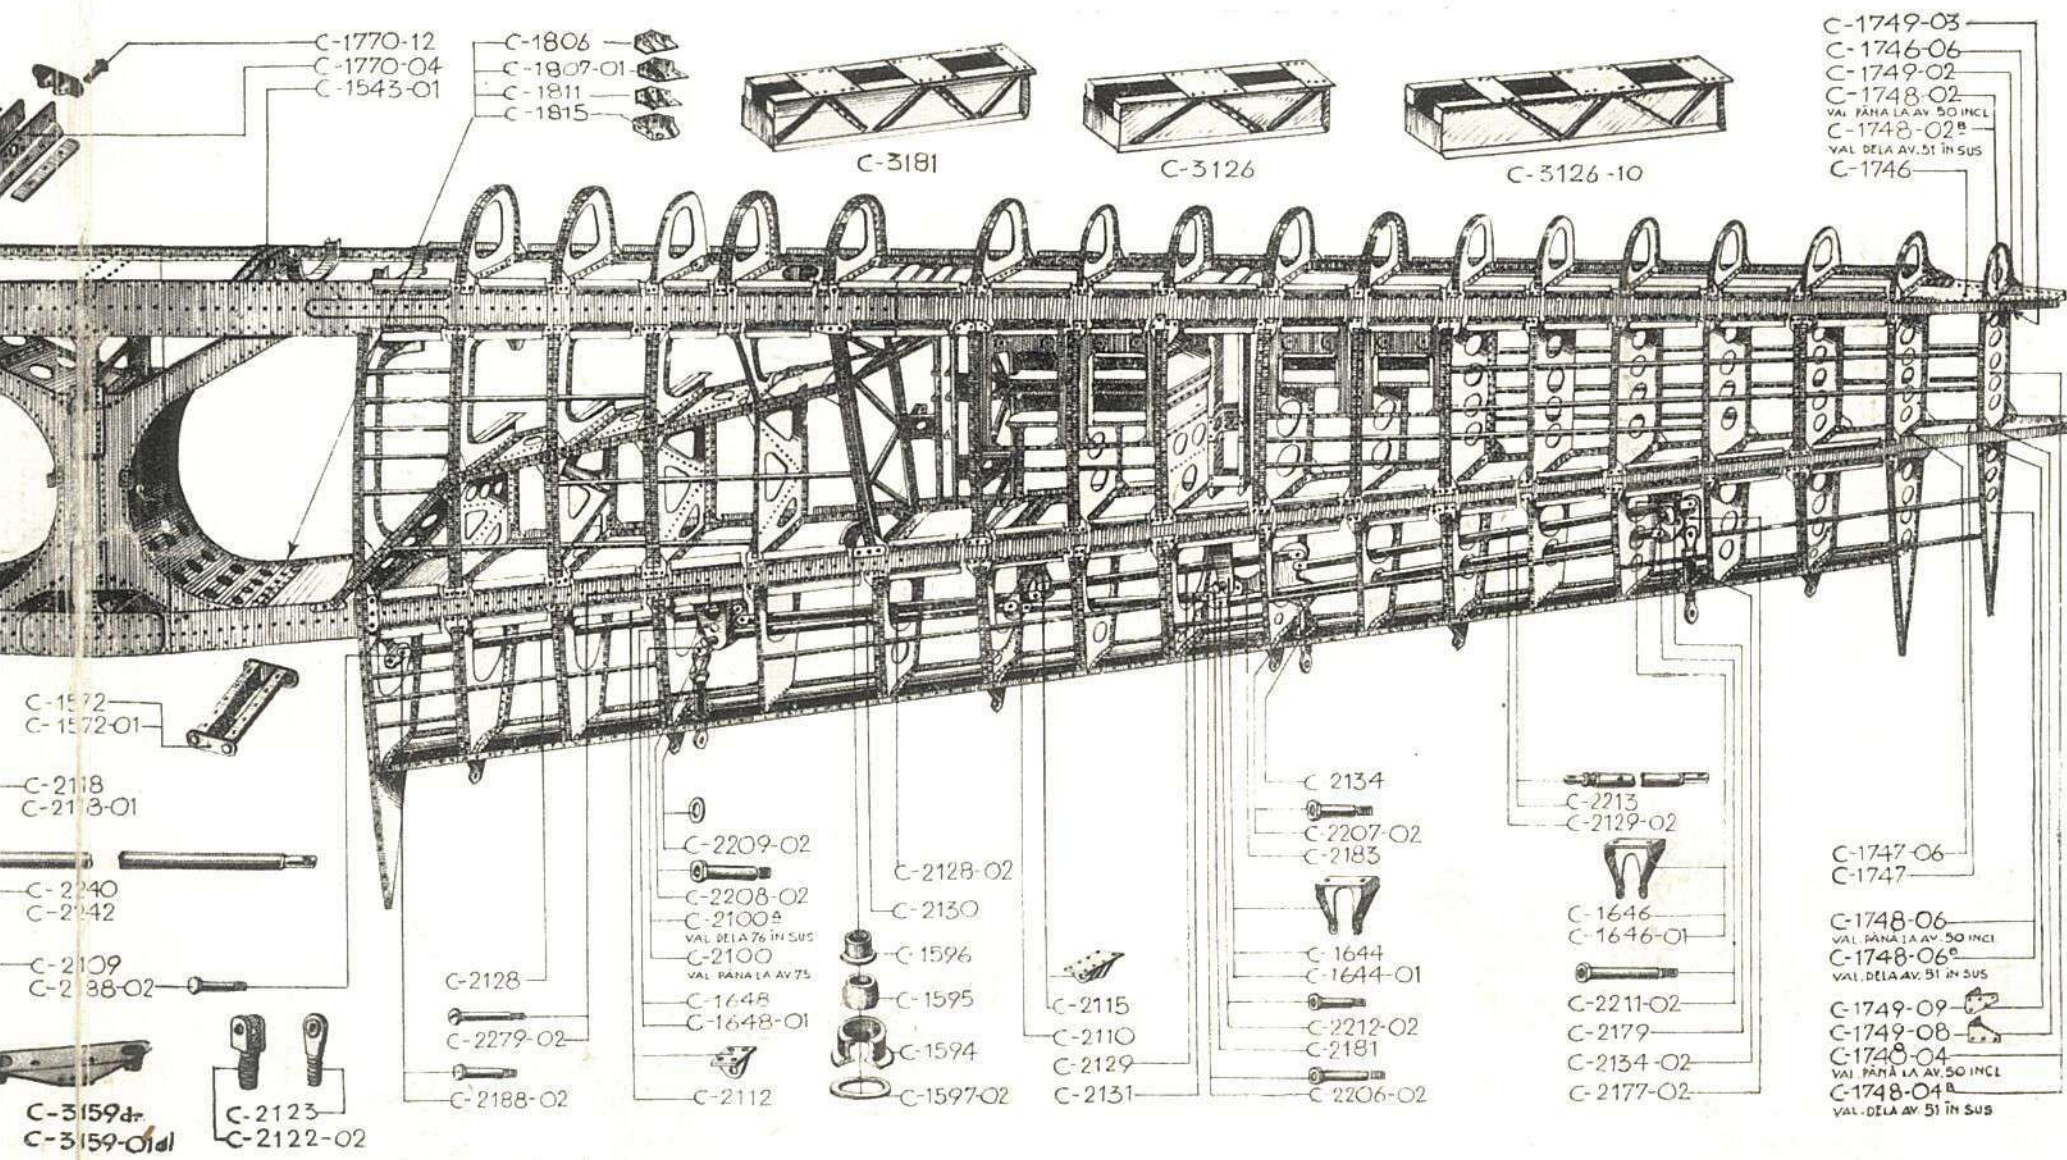 C-1770-12
C-1770-04
C-1543-01
C-1806
C-1807-01
C-1811
C-1815
C-3181
C-3126
C-3126-10
C-1749-03
C-1746-06
C-1749-02
C-1748-02
VAL PÂNA LA AV 50 INCL
C-1748-02ᴮ
VAL DELA AV. 51 ÎN SUS
C-1746
C-1572
C-1572-01
C-2118
C-2118-01
C-2240
C-2242
C-2109
C-2188-02
C-3159dr
C-3159-01dl
C-2123
C-2122-02
C-2128
C-2279-02
C-2188-02
C-2209-02
C-2208-02
C-2100ᴬ
VAL DELA 76 ÎN SUS
C-2100
VAL PÂNA LA AV 75
C-1648
C-1648-01
C-2112
C-2128-02
C-2130
C-1596
C-1595
C-1594
C-1597-02
C-2115
C-2110
C-2129
C-2131
C-2134
C-2207-02
C-2183
C-1644
C-1644-01
C-2212-02
C-2181
C-2206-02
C-2213
C-2129-02
C-1646
C-1646-01
C-2211-02
C-2179
C-2134-02
C-2177-02
C-1747-06
C-1747
C-1748-06
VAL. PÂNA LA AV. 50 INCL
C-1748-06ᴮ
VAL. DELA AV. 51 ÎN SUS
C-1749-09
C-1749-08
C-1748-04
VAL. PÂNĂ LA AV. 50 INCL
C-1748-04ᴮ
VAL. DELA AV 51 ÎN SUS